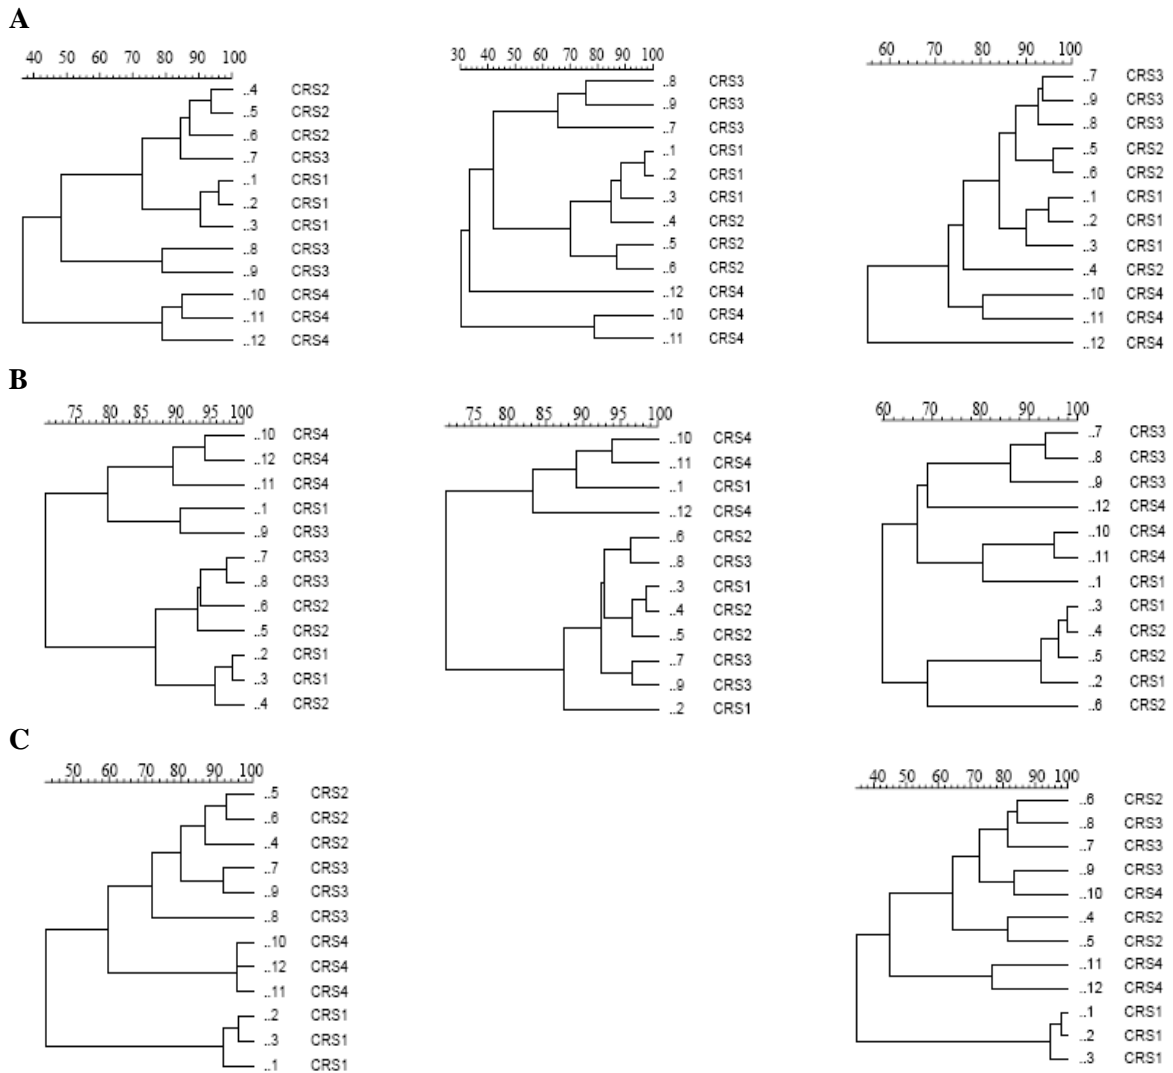 A
40 50 60 70 80 90 100
..4 CRS2
..5 CRS2
..6 CRS2
..7 CRS3
..1 CRS1
..2 CRS1
..3 CRS1
..8 CRS3
..9 CRS3
..10 CRS4
..11 CRS4
..12 CRS4
30 40 50 60 70 80 90 100
..8 CRS3
..9 CRS3
..7 CRS3
..1 CRS1
..2 CRS1
..3 CRS1
..4 CRS2
..5 CRS2
..6 CRS2
..12 CRS4
..10 CRS4
..11 CRS4
60 70 80 90 100
..7 CRS3
..9 CRS3
..8 CRS3
..5 CRS2
..6 CRS2
..1 CRS1
..2 CRS1
..3 CRS1
..4 CRS2
..10 CRS4
..11 CRS4
..12 CRS4
B
75 80 85 90 95 100
..10 CRS4
..12 CRS4
..11 CRS4
..1 CRS1
..9 CRS3
..7 CRS3
..8 CRS3
..6 CRS2
..5 CRS2
..2 CRS1
..3 CRS1
..4 CRS2
75 80 85 90 95 100
..10 CRS4
..11 CRS4
..1 CRS1
..12 CRS4
..6 CRS2
..8 CRS3
..3 CRS1
..4 CRS2
..5 CRS2
..7 CRS3
..9 CRS3
..2 CRS1
60 70 80 90 100
..7 CRS3
..8 CRS3
..9 CRS3
..12 CRS4
..10 CRS4
..11 CRS4
..1 CRS1
..3 CRS1
..4 CRS2
..5 CRS2
..2 CRS1
..6 CRS2
C
50 60 70 80 90 100
..5 CRS2
..6 CRS2
..4 CRS2
..7 CRS3
..9 CRS3
..8 CRS3
..10 CRS4
..12 CRS4
..11 CRS4
..2 CRS1
..3 CRS1
..1 CRS1
40 50 60 70 80 90 100
..6 CRS2
..8 CRS3
..7 CRS3
..9 CRS3
..10 CRS4
..4 CRS2
..5 CRS2
..11 CRS4
..12 CRS4
..1 CRS1
..2 CRS1
..3 CRS1